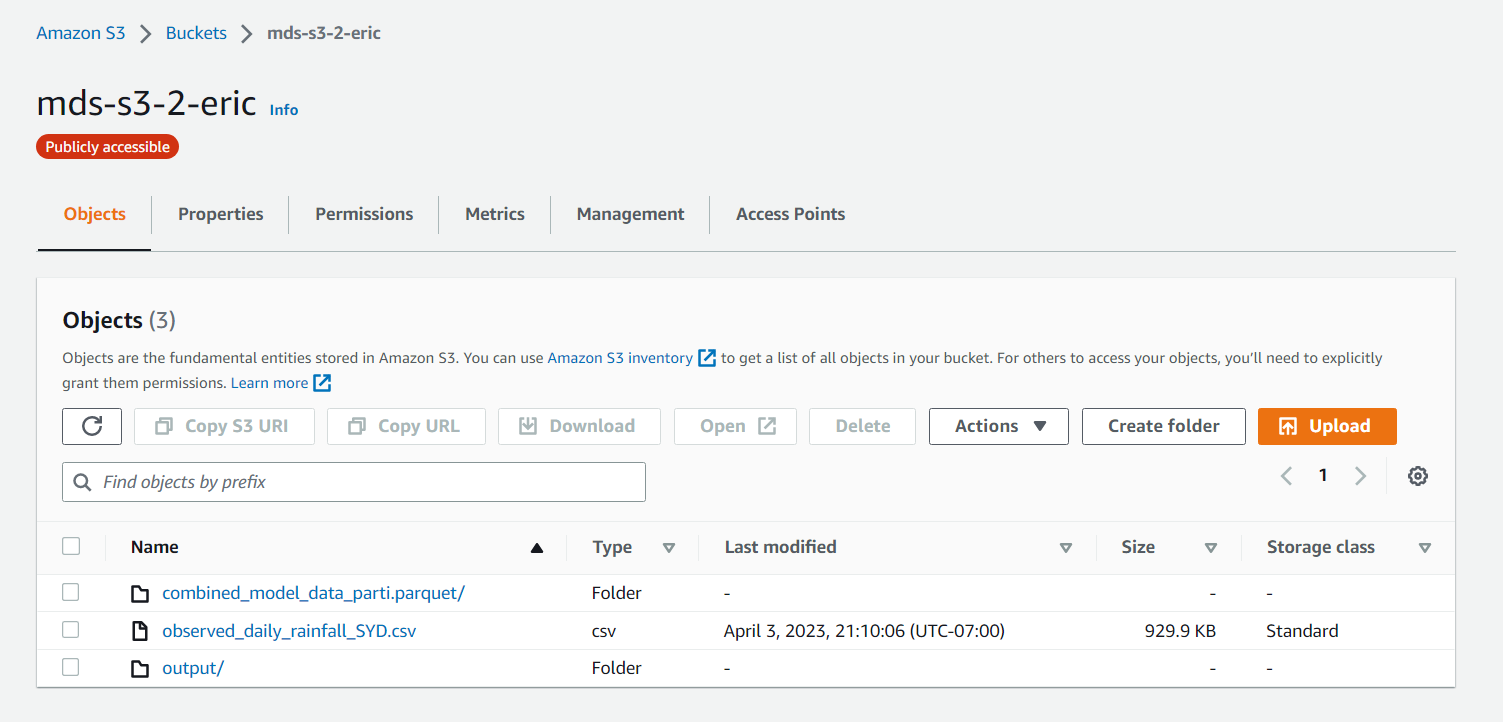 Amazon S3 > Buckets > mds-s3-2-eric
mds-s3-2-eric Info
Publicly accessible
Objects Properties Permissions Metrics Management Access Points
Objects (3)
Objects are the fundamental entities stored in Amazon S3. You can use Amazon S3 inventory to get a list of all objects in your bucket. For others to access your objects, you’ll need to explicitly
grant them permissions. Learn more
Copy S3 URI Copy URL Download Open Delete Actions Create folder Upload
Find objects by prefix 1
Name Type Last modified Size Storage class
combined_model_data_parti.parquet/ Folder - - -
observed_daily_rainfall_SYD.csv csv April 3, 2023, 21:10:06 (UTC-07:00) 929.9 KB Standard
output/ Folder - - -